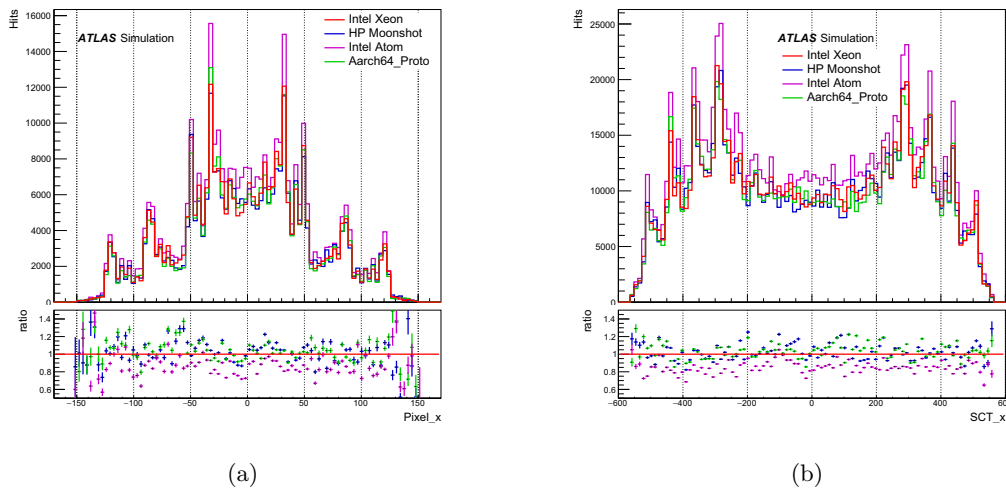 Hits
16000
14000
12000
10000
8000
6000
4000
2000
0
ATLAS Simulation
Intel Xeon
HP Moonshot
Intel Atom
Aarch64_Proto
ratio
1.4
1.2
1
0.8
0.6
−150 −100 −50 0 50 100 150
Pixel_x
(a)
Hits
25000
20000
15000
10000
5000
0
ATLAS Simulation
Intel Xeon
HP Moonshot
Intel Atom
Aarch64_Proto
ratio
1.4
1.2
1
0.8
0.6
−600 −400 −200 0 200 400 600
SCT_x
(b)